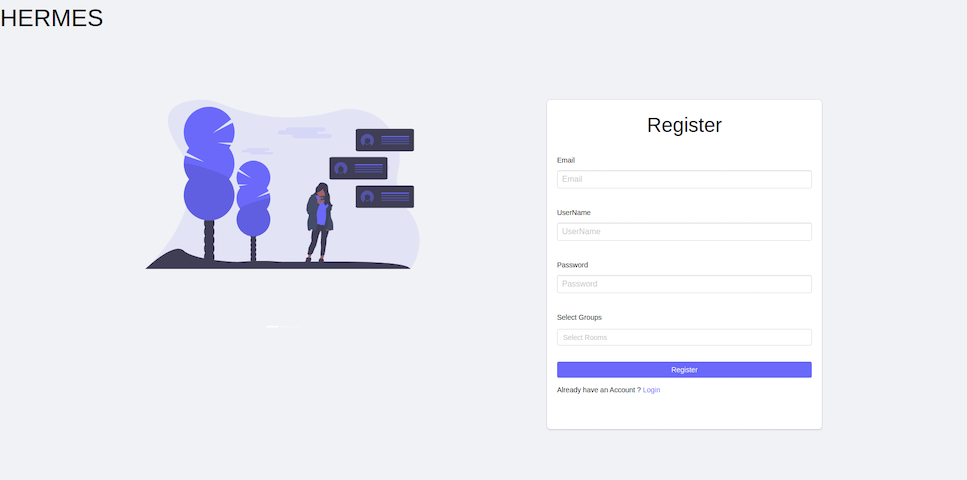 HERMES
Register
Email
Email
UserName
UserName
Password
Password
Select Groups
Select Rooms
Register
Already have an Account ? Login